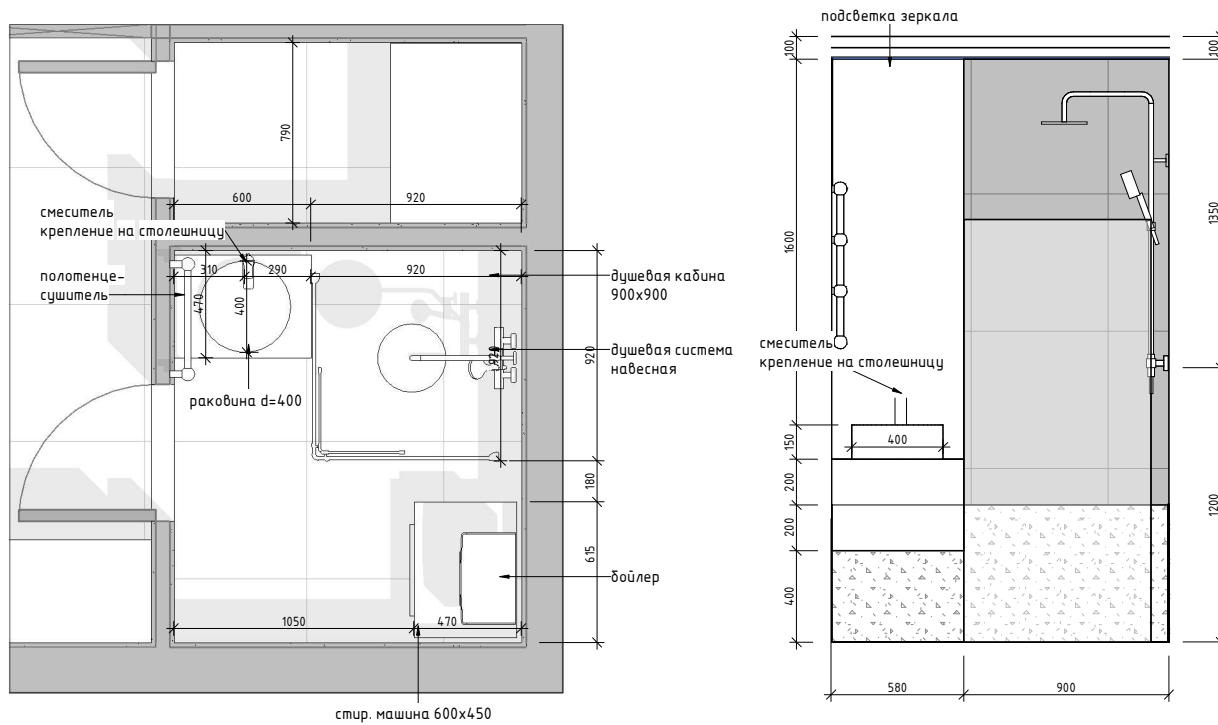 790
600
920
смеситель
крепление на столешницу
полотенце-
сушитель
310
290
920
470
400
920
раковина d=400
душевая кабина
900x900
душевая система
навесная
920
180
615
бойлер
1050
470
стир. машина 600x450
подсветка зеркала
100
1600
150
200
200
400
смеситель
крепление на столешницу
400
100
1350
1200
580
900